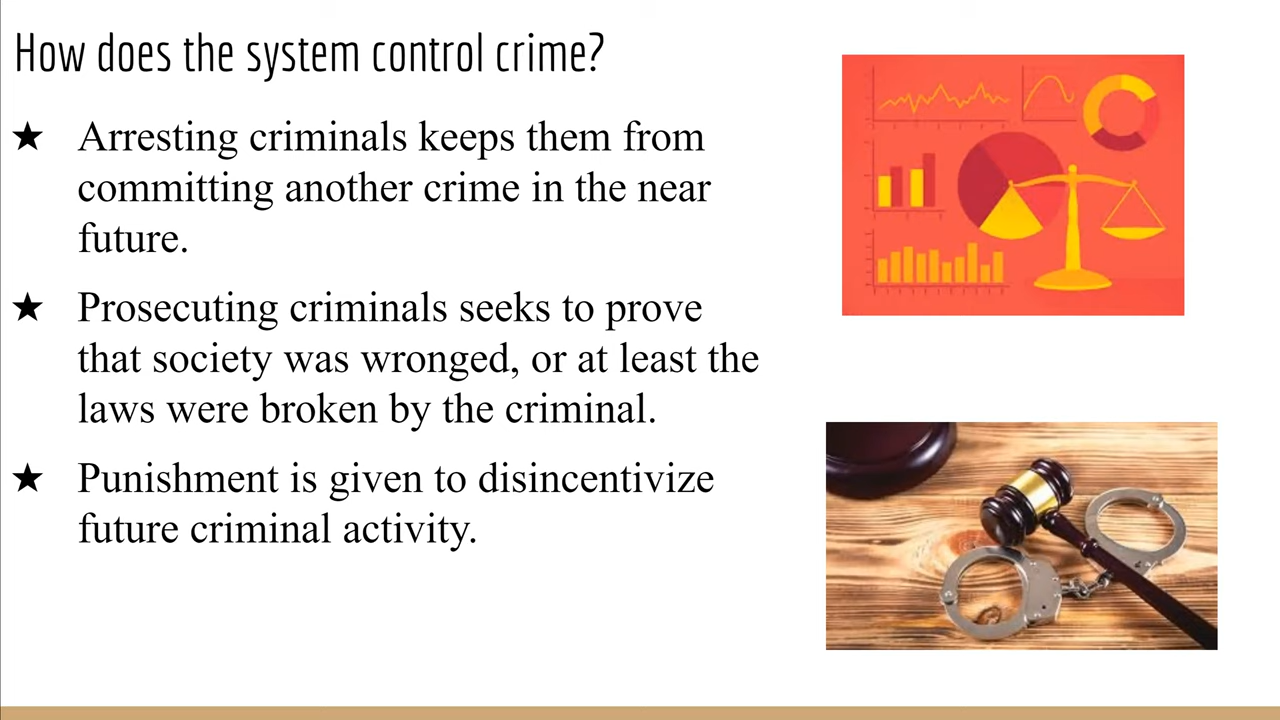 How does the system control crime?
★ Arresting criminals keeps them from
committing another crime in the near
future.
★ Prosecuting criminals seeks to prove
that society was wronged, or at least the
laws were broken by the criminal.
★ Punishment is given to disincentivize
future criminal activity.